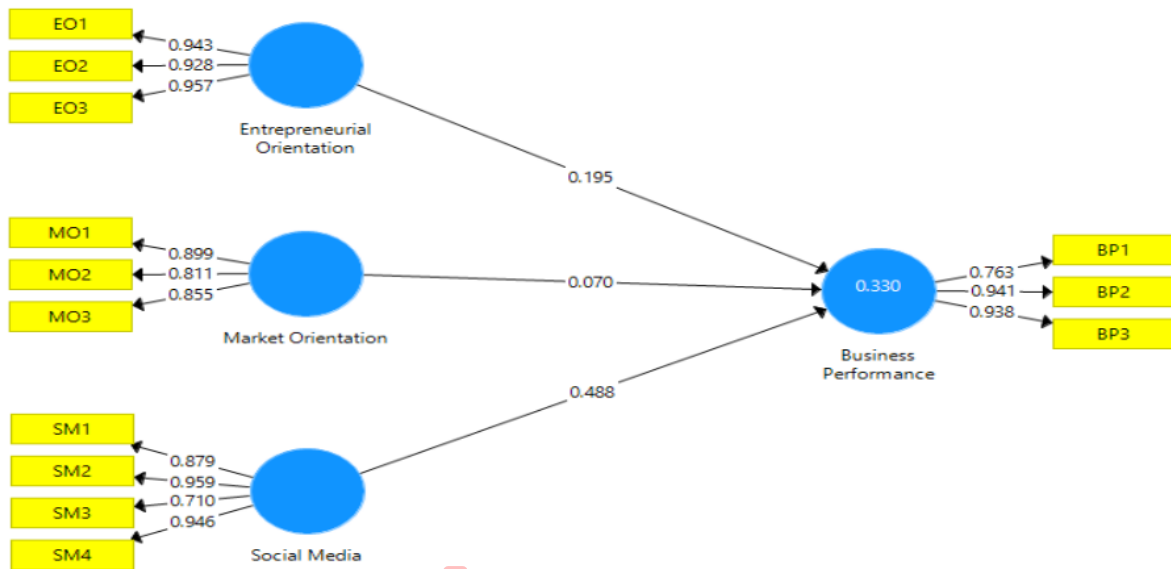 EO1
0.943
EO2
0.928
EO3
0.957
Entrepreneurial
Orientation
0.195
MO1
0.899
MO2
0.811
MO3
0.855
Market Orientation
0.070
0.330
Business
Performance
0.763
BP1
0.941
BP2
0.938
BP3
0.488
SM1
0.879
SM2
0.959
SM3
0.710
SM4
0.946
Social Media